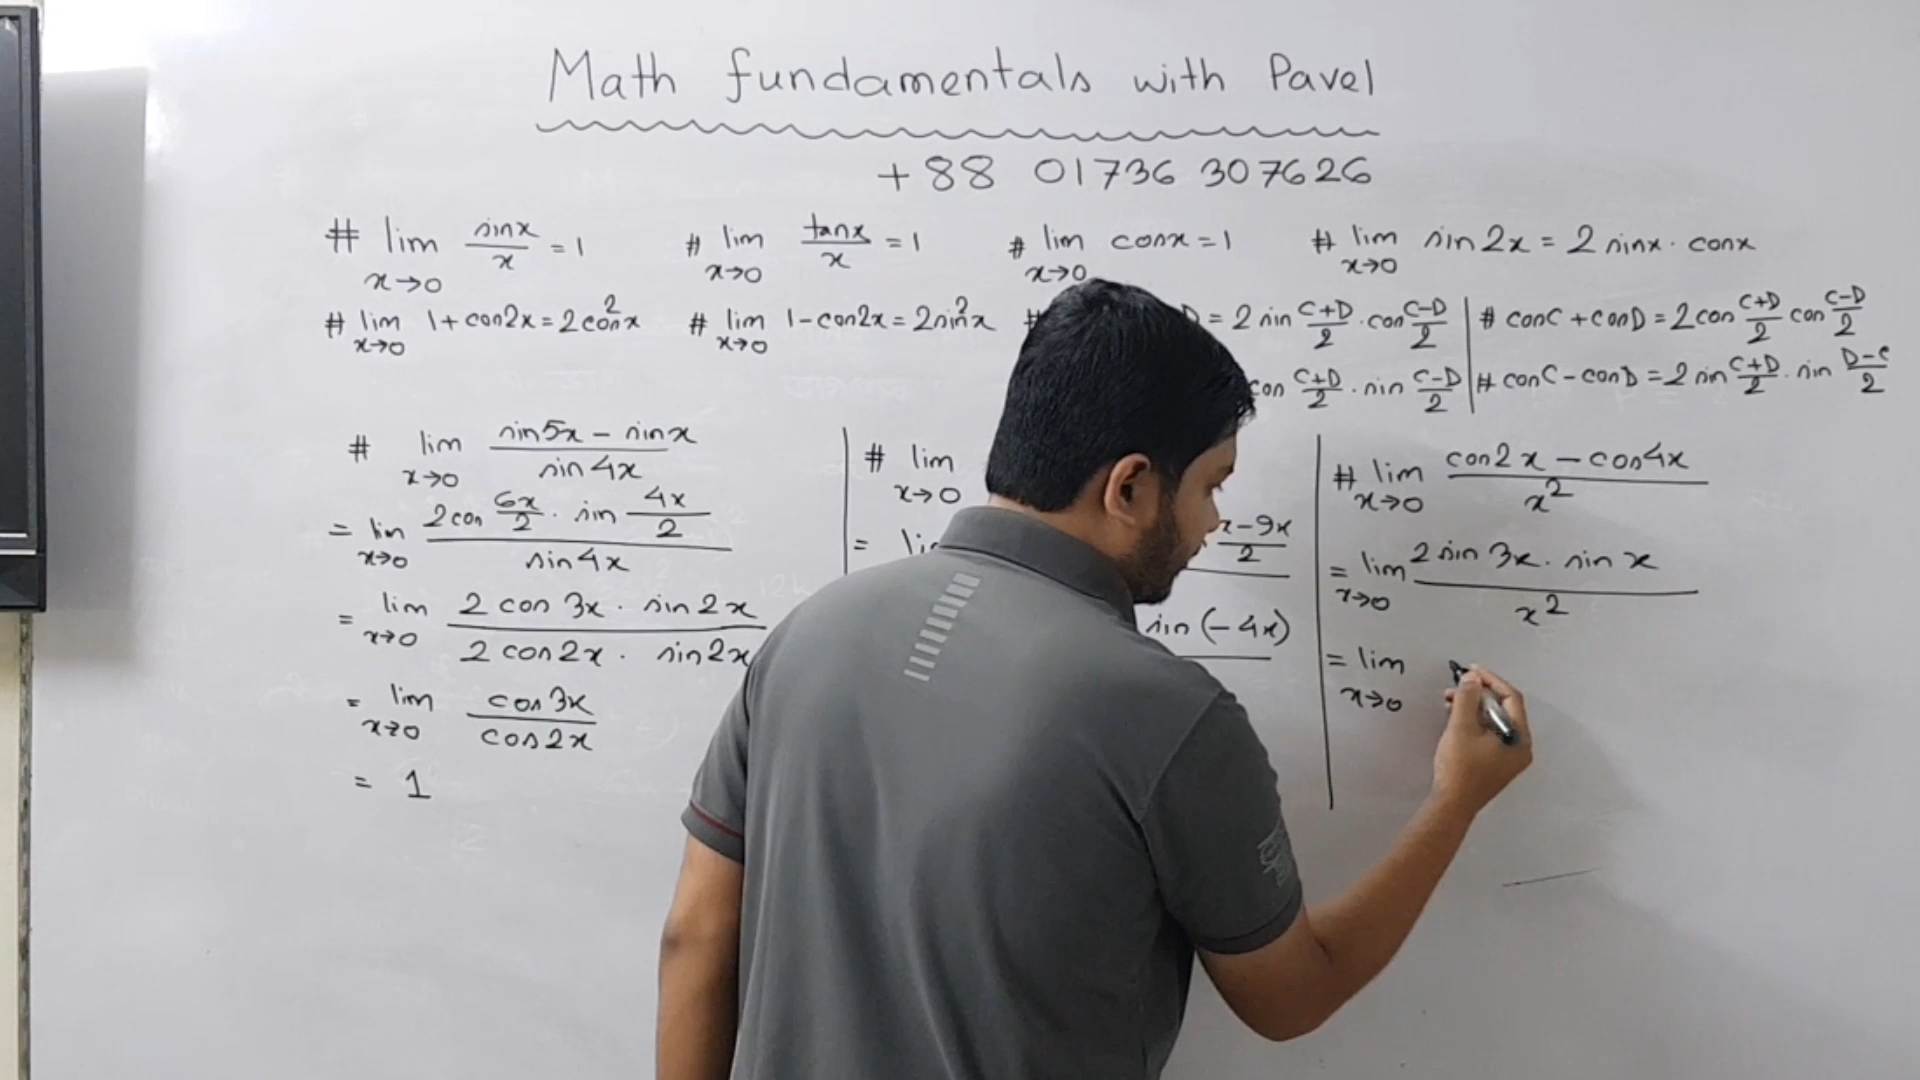 Math fundamentals with Pavel
+88 01736 307626
# lim x→0 sinx/x = 1
# lim x→0 tanx/x = 1
# lim x→0 cosx = 1
# lim x→0 sin2x = 2 sinx · cosx
# lim x→0 1+cos2x = 2cos²x
# lim x→0 1-cos2x = 2sin²x
D = 2 sin C+D/2 · cos C-D/2
# cosC + cosD = 2cos C+D/2 cos C-D/2
cos C+D/2 · sin C-D/2
# cosC - cosD = 2 sin C+D/2 · sin D-C/2
# lim x→0 sin5x - sinx / sin4x
= lim x→0 2cos 6x/2 · sin 4x/2 / sin4x
= lim x→0 2 cos 3x · sin 2x / 2 cos2x · sin2x
= lim x→0 cos3x / cos2x
= 1
# lim x→0
=
-9x/2
sin (-4x)
# lim x→0 cos2x - cos4x / x²
= lim x→0 2 sin 3x · sin x / x²
= lim x→0